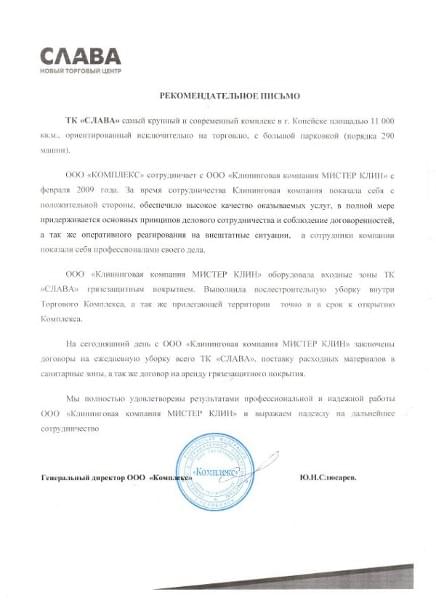 СЛАВА
НОВЫЙ ТОРГОВЫЙ ЦЕНТР
РЕКОМЕНДАТЕЛЬНОЕ ПИСЬМО
ТК «СЛАВА» самый крупный и современный комплекс в г. Копейске площадью 11 000
кв.м., ориентированный исключительно на торговлю, с большой парковкой (порядка 290
машин).
ООО «КОМПЛЕКС» сотрудничает с ООО «Клининговая компания МИСТЕР КЛИН» с
февраля 2009 года. За время сотрудничества Клининговая компания показала себя с
положительной стороны, обеспечило высокое качество оказываемых услуг, в полной мере
придерживается основных принципов делового сотрудничества и соблюдение договоренностей,
а так же оперативного реагирования на внештатные ситуации, а сотрудники компании
показали себя профессионалами своего дела.
ООО «Клининговая компания МИСТЕР КЛИН» оборудовала входные зоны ТК
«СЛАВА» грязезащитным покрытием. Выполнила послестроительную уборку внутри
Торгового Комплекса, а так же прилегающей территории точно и в срок к открытию
Комплекса.
На сегодняшний день с ООО «Клининговая компания МИСТЕР КЛИН» заключены
договоры на ежедневную уборку всего ТК «СЛАВА», поставку расходных материалов в
санитарные зоны, а так же договор на аренду грязезащитного покрытия.
Мы полностью удовлетворены результатами профессиональной и надежной работы
ООО «Клининговая компания МИСТЕР КЛИН» и выражаем надежду на дальнейшее
сотрудничество
«Комплекс»
Генеральный директор ООО «Комплекс» Ю.Н.Слюсарев.